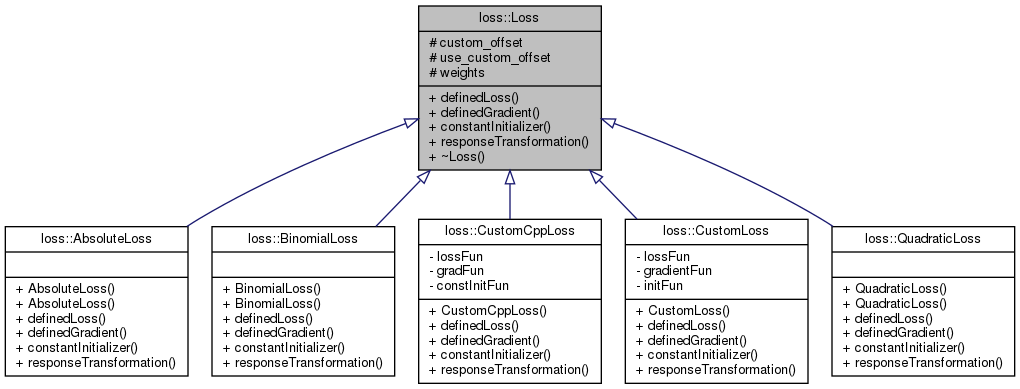 loss::Loss
# custom_offset
# use_custom_offset
# weights
+ definedLoss()
+ definedGradient()
+ constantInitializer()
+ responseTransformation()
+ ~Loss()
loss::AbsoluteLoss
+ AbsoluteLoss()
+ AbsoluteLoss()
+ definedLoss()
+ definedGradient()
+ constantInitializer()
+ responseTransformation()
loss::BinomialLoss
+ BinomialLoss()
+ BinomialLoss()
+ definedLoss()
+ definedGradient()
+ constantInitializer()
+ responseTransformation()
loss::CustomCppLoss
- lossFun
- gradFun
- constInitFun
+ CustomCppLoss()
+ definedLoss()
+ definedGradient()
+ constantInitializer()
+ responseTransformation()
loss::CustomLoss
- lossFun
- gradientFun
- initFun
+ CustomLoss()
+ definedLoss()
+ definedGradient()
+ constantInitializer()
+ responseTransformation()
loss::QuadraticLoss
+ QuadraticLoss()
+ QuadraticLoss()
+ definedLoss()
+ definedGradient()
+ constantInitializer()
+ responseTransformation()